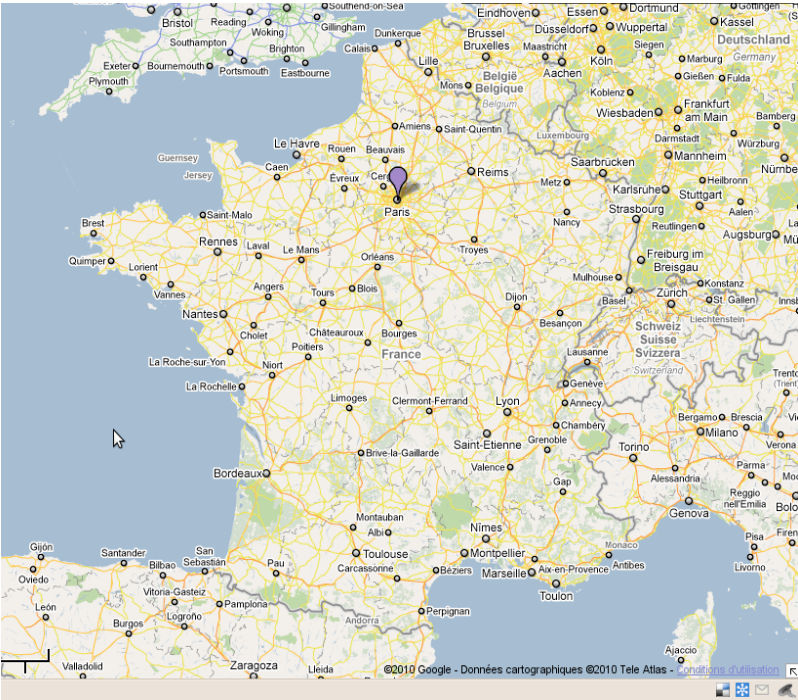 Southend-on-Sea
Bristol
Reading
Woking
Gillingham
Eindhoven
Essen
Dortmund
Göttingen
Southampton
Dunkerque
Brussel
Bruxelles
Düsseldorf
Wuppertal
Kassel
Exeter
Bournemouth
Portsmouth
Brighton
Eastbourne
Calais
Maastricht
Köln
Siegen
Deutschland
Germany
Plymouth
Lille
Mons
België
Belgique
Belgium
Aachen
Marburg
Gießen
Fulda
Koblenz
Wiesbaden
Frankfurt
am Main
Bamberg
Amiens
Saint-Quentin
Luxembourg
Darmstadt
Würzburg
Guernsey
Jersey
Le Havre
Rouen
Beauvais
Caen
Évreux
Cer
Reims
Metz
Saarbrücken
Mannheim
Nürnbe
Heilbronn
Karlsruhe
Stuttgart
Paris
Nancy
Strasbourg
Aalen
Brest
Saint-Malo
Reutlingen
Augsburg
Mü
Quimper
Rennes
Laval
Le Mans
Orléans
Troyes
Freiburg im
Breisgau
Lorient
Vannes
Angers
Tours
Blois
Dijon
Mulhouse
Basel
Zürich
Konstanz
St. Gallen
Innsb
Nantes
Cholet
Châteauroux
Bourges
Besançon
Liechtenstein
Schweiz
Suisse
Svizzera
Switzerland
La Roche-sur-Yon
Poitiers
France
Lausanne
La Rochelle
Niort
Genève
Trento
(Trient)
Limoges
Clermont-Ferrand
Lyon
Annecy
Chambéry
Bergamo
Brescia
Milano
Verona
Saint-Etienne
Grenoble
Torino
Brive-la-Gaillarde
Valence
Bordeaux
Gap
Alessandria
Parma
Reggio
nell'Emilia
Genova
Bolo
Montauban
Albi
Nîmes
Gijón
Santander
Bilbao
San
Sebastián
Toulouse
Montpellier
Monaco
Pisa
Firen
Oviedo
Pau
Carcassonne
Béziers
Marseille
Aix-en-Provence
Antibes
Livorno
Vitoria-Gasteiz
Toulon
León
Logroño
Pamplona
Andorra
Perpignan
Burgos
Ajaccio
Valladolid
Zaragoza
Lleida
©2010 Google - Données cartographiques ©2010 Tele Atlas - Conditions d'utilisation